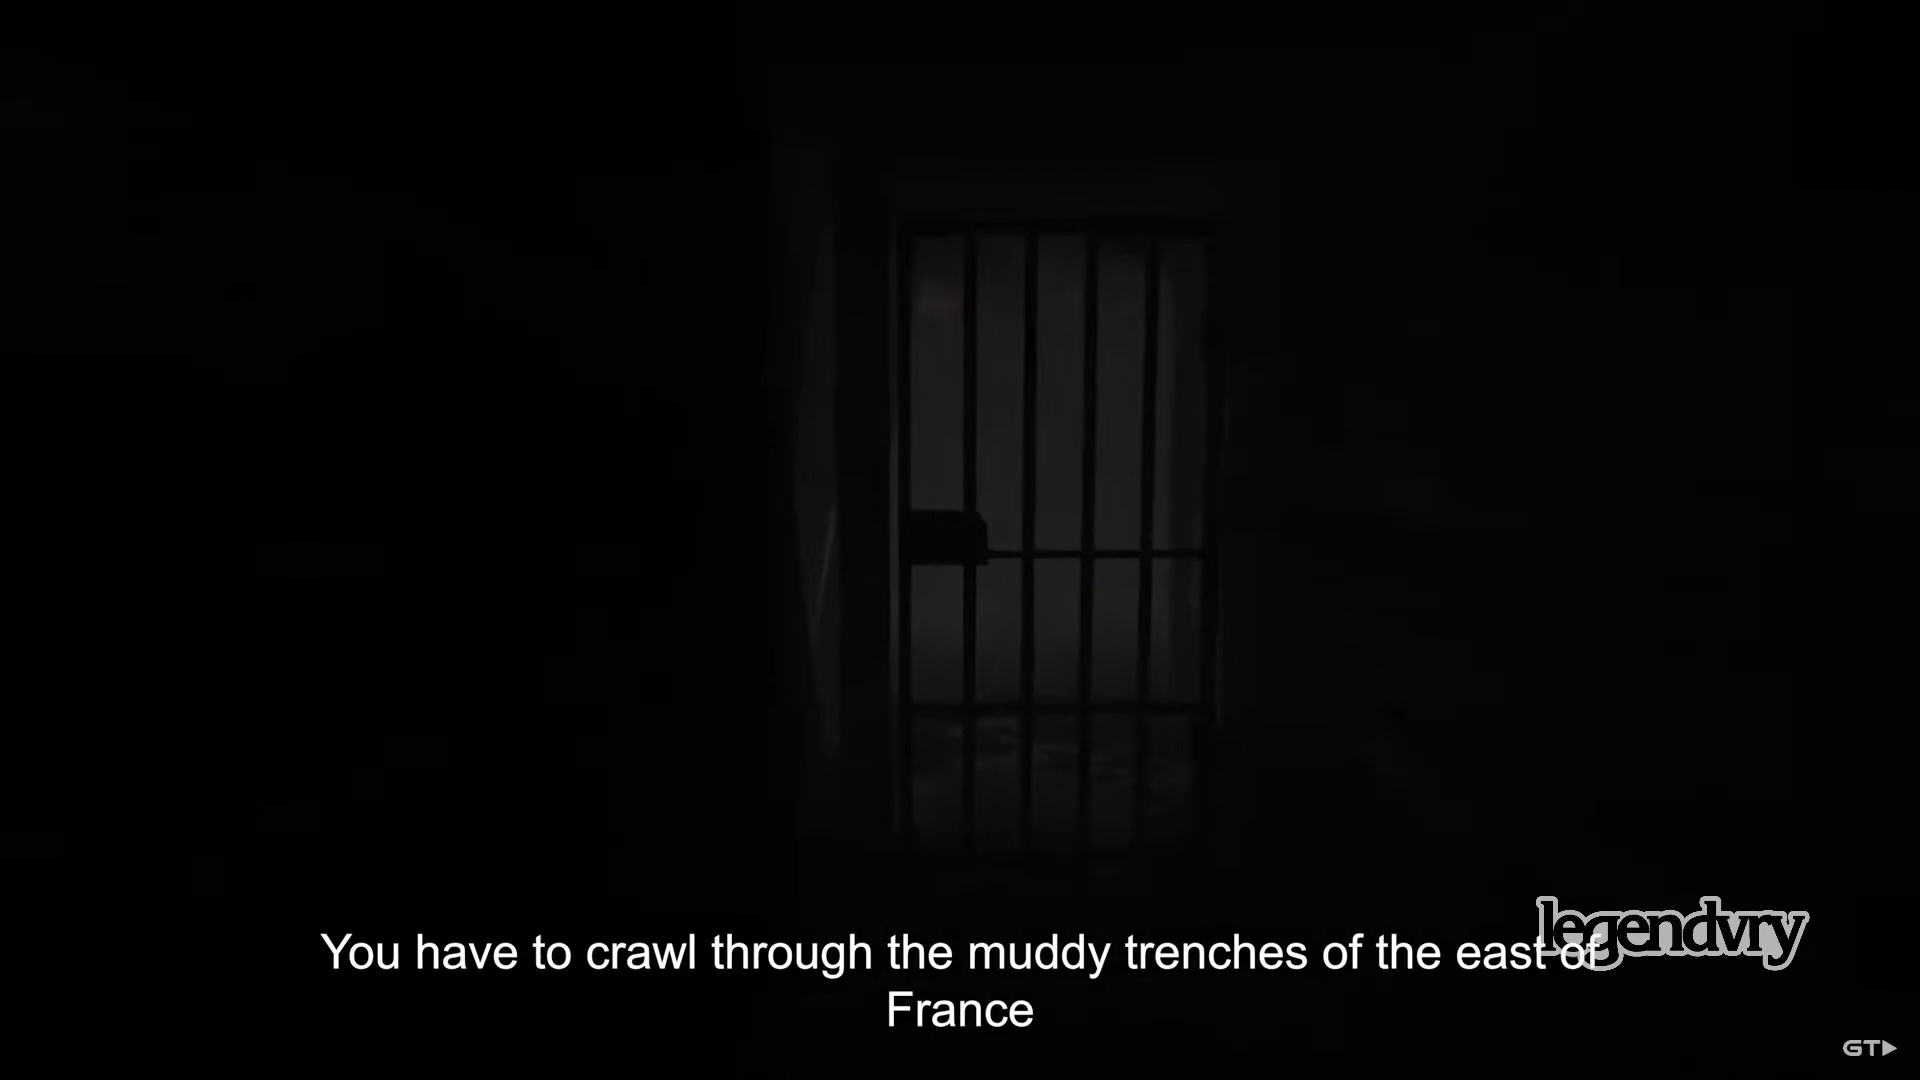 legendvry
You have to crawl through the muddy trenches of the east of
France
GT